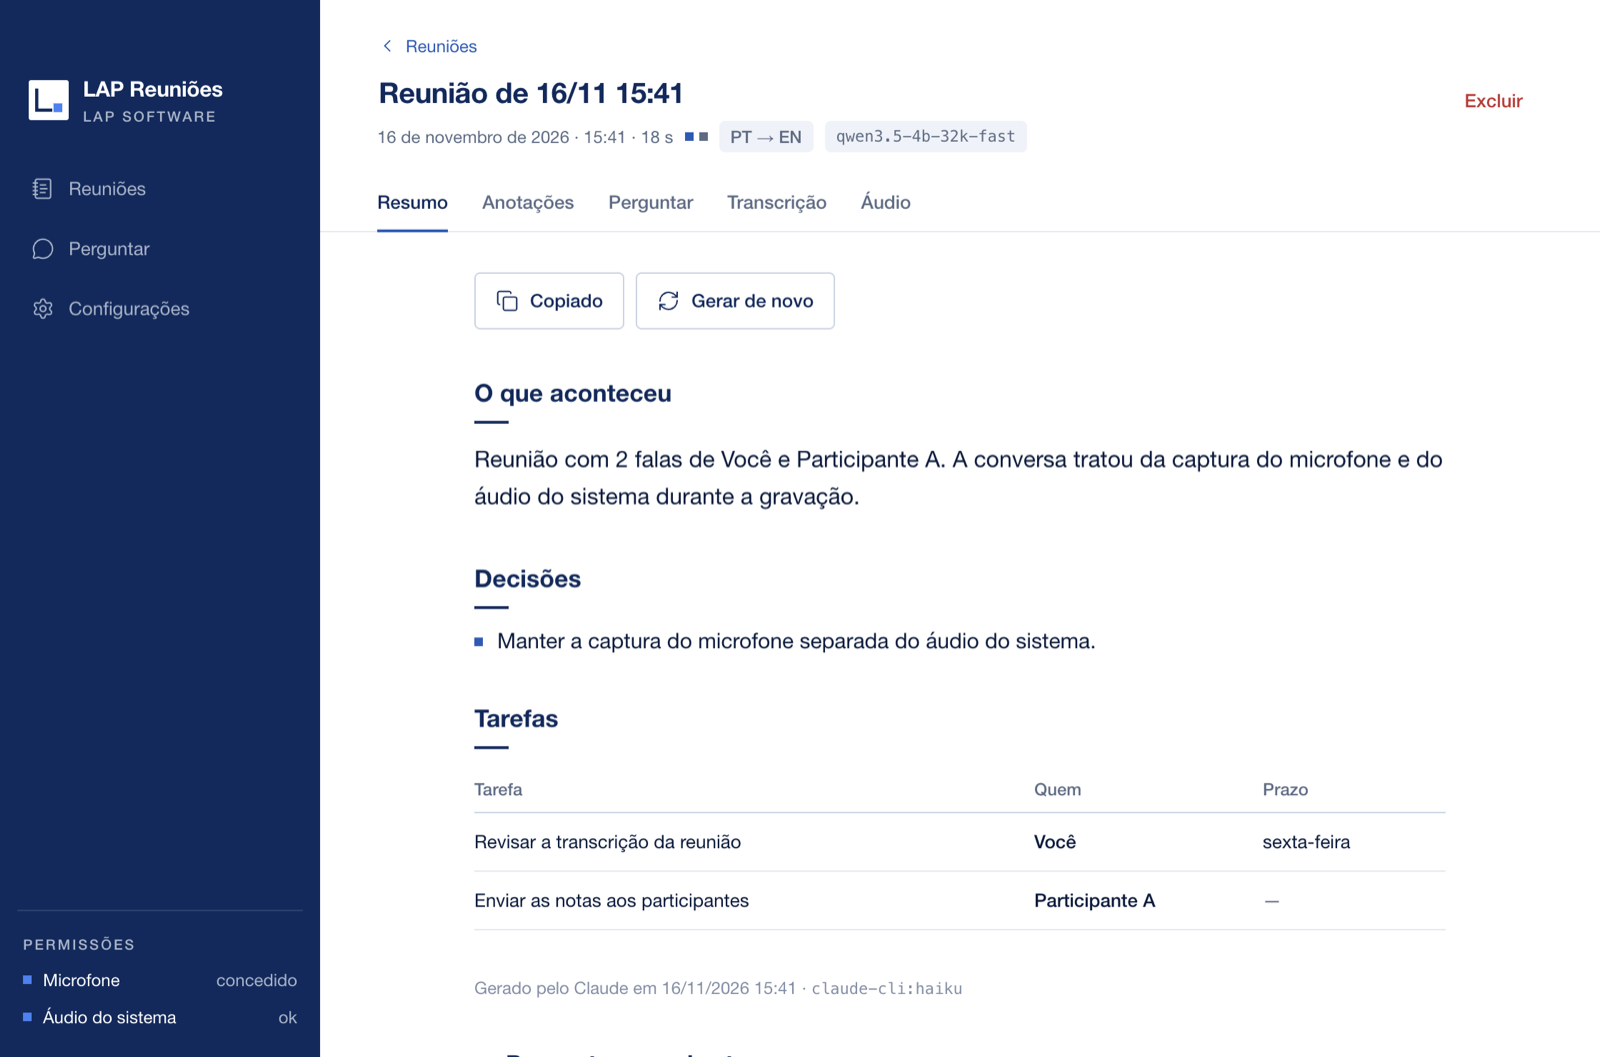 LAP Reuniões
LAP SOFTWARE
Reuniões
Perguntar
Configurações
PERMISSÕES
Microfone concedido
Áudio do sistema ok
Reuniões
Reunião de 16/11 15:41
Excluir
16 de novembro de 2026 · 15:41 · 18 s PT → EN qwen3.5-4b-32k-fast
Resumo Anotações Perguntar Transcrição Áudio
Copiado Gerar de novo
O que aconteceu
Reunião com 2 falas de Você e Participante A. A conversa tratou da captura do microfone e do
áudio do sistema durante a gravação.
Decisões
Manter a captura do microfone separada do áudio do sistema.
Tarefas
Tarefa Quem Prazo
Revisar a transcrição da reunião Você sexta-feira
Enviar as notas aos participantes Participante A —
Gerado pelo Claude em 16/11/2026 15:41 · claude-cli:haiku